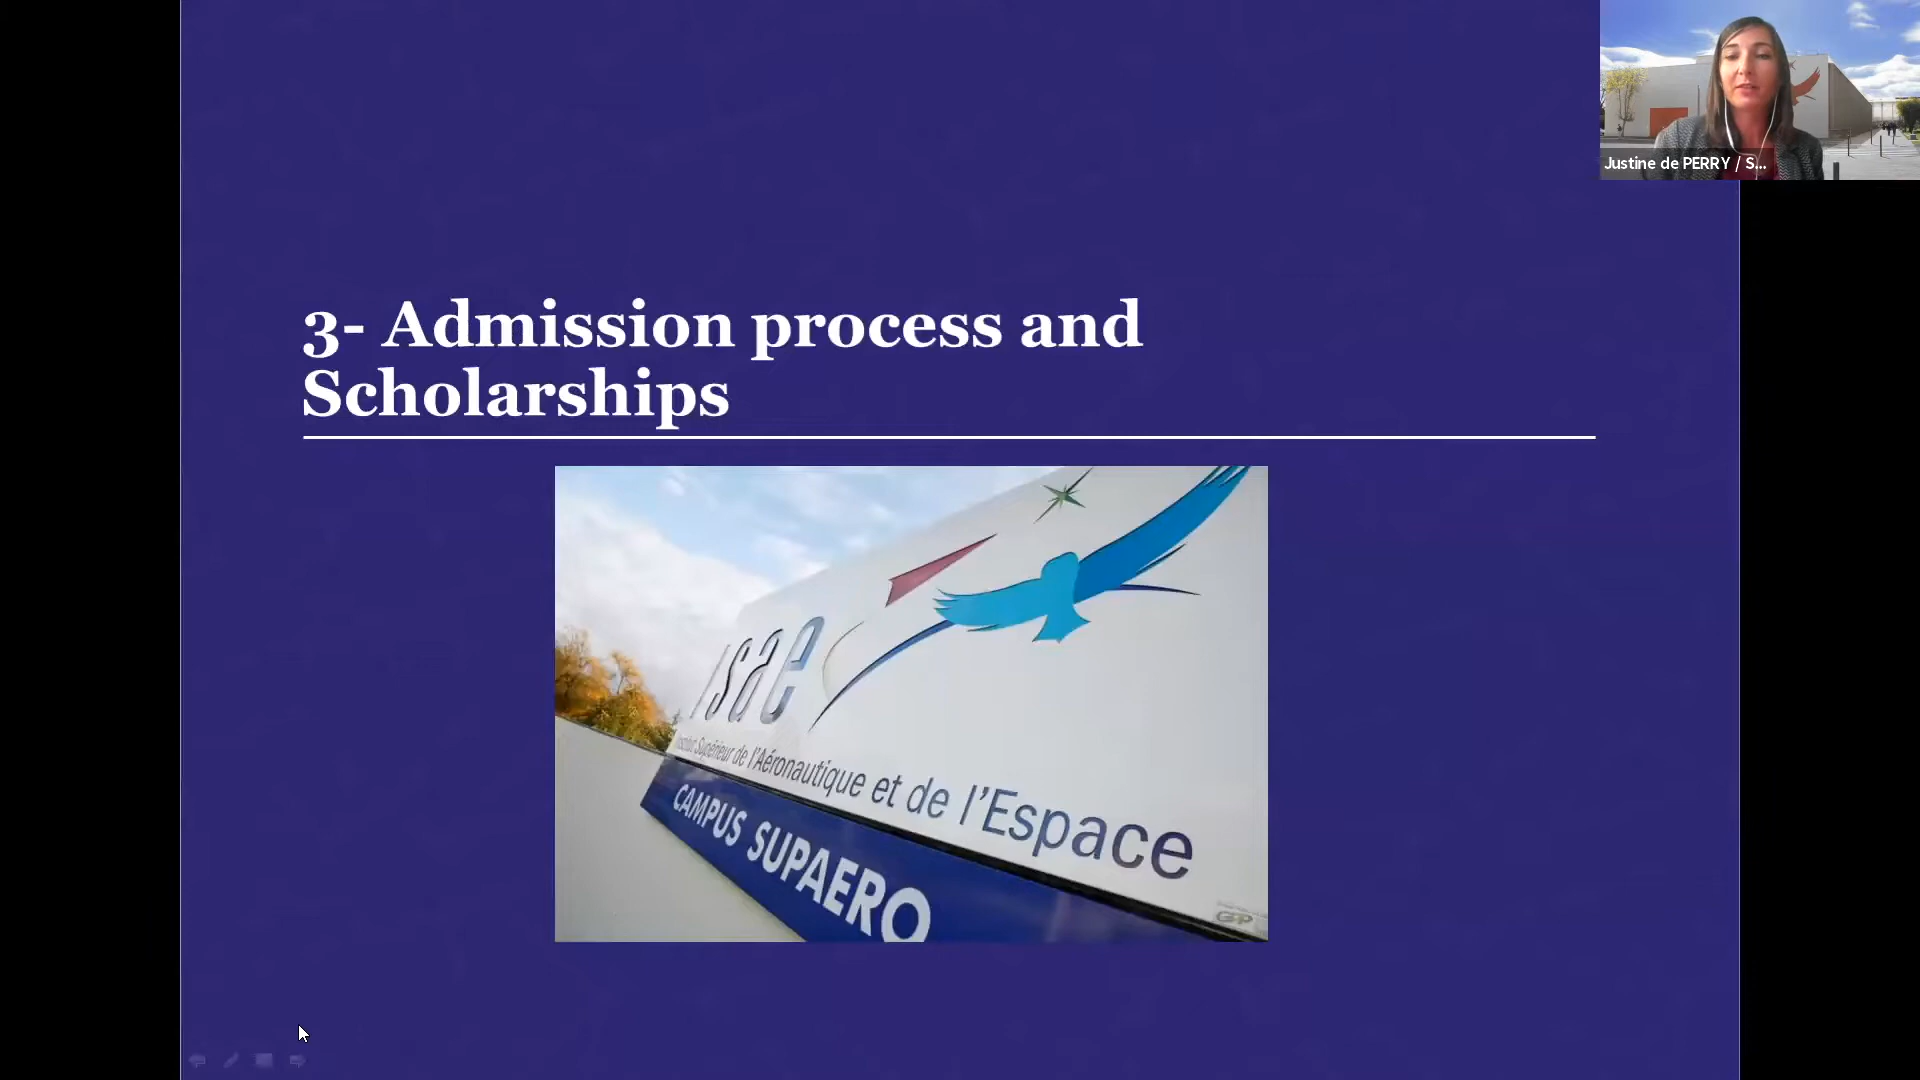 Justine de PERRY / S...
3- Admission process and
Scholarships
isae
Institut Supérieur de l'Aéronautique et de l'Espace
CAMPUS SUPAERO